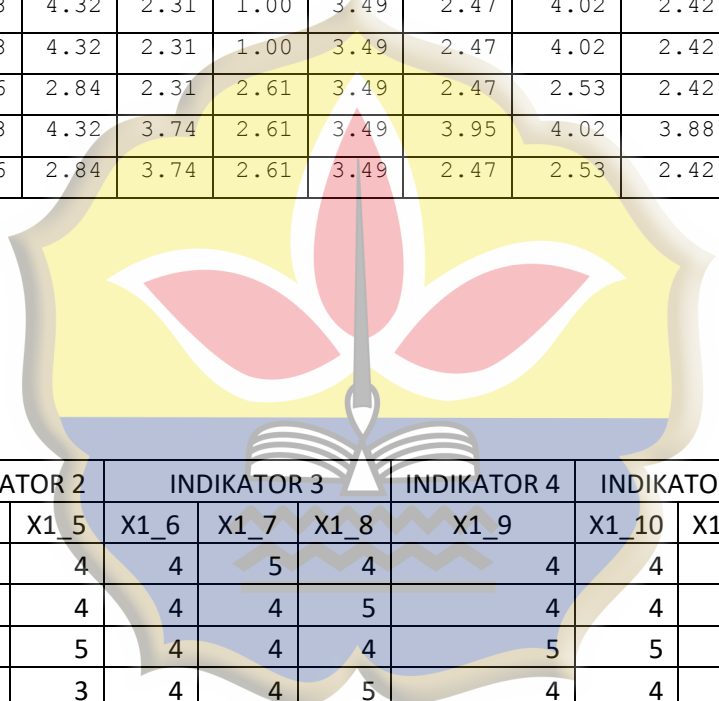 4.32 2.31 1.00 3.49 2.47 4.02 2.42
4.32 2.31 1.00 3.49 2.47 4.02 2.42
2.84 2.31 2.61 3.49 2.47 2.53 2.42
4.32 3.74 2.61 3.49 3.95 4.02 3.88
2.84 3.74 2.61 3.49 2.47 2.53 2.42
ATOR 2 INDIKATOR 3 INDIKATOR 4 INDIKATO
X1_5 X1_6 X1_7 X1_8 X1_9 X1_10 X1
4 4 5 4 4 4
4 4 4 5 4 4
5 4 4 4 5 5
3 4 4 5 4 4